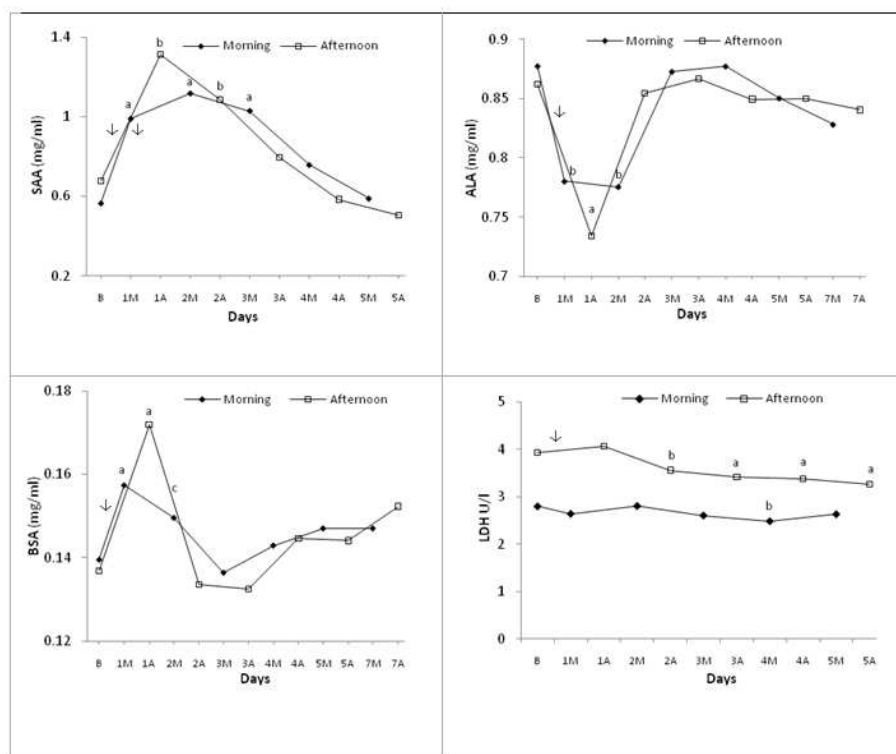 Morning Afternoon
SAA (mg/ml)
1.4
1
0.6
0.2
a
b
a
b
a
B 1M 1A 2M 2A 3M 3A 4M 4A 5M 5A
Days
Morning Afternoon
ALA (mg/ml)
0.9
0.85
0.8
0.75
0.7
b
a
b
B 1M 1A 2M 2A 3M 3A 4M 4A 5M 5A 7M 7A
Days
Morning Afternoon
BSA (mg/ml)
0.18
0.16
0.14
0.12
a
a
c
B 1M 1A 2M 2A 3M 3A 4M 4A 5M 5A 7M 7A
Days
Morning Afternoon
LDH U/l
5
4
3
2
1
0
b
a
a
a
b
B 1M 1A 2M 2A 3M 3A 4M 4A 5M 5A
Days